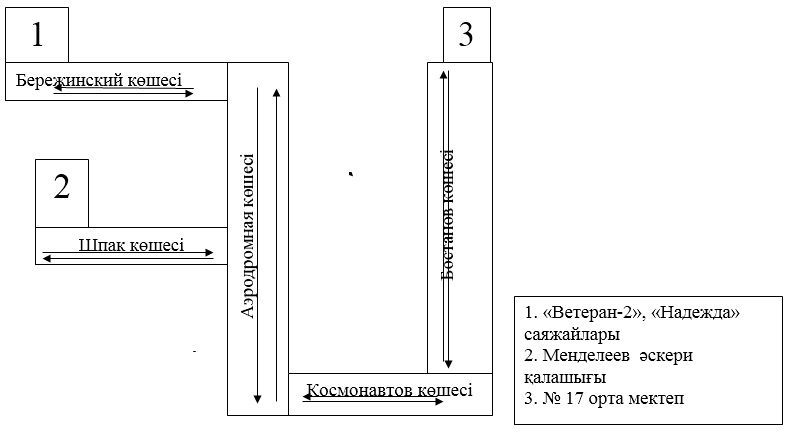 1
3
Бережинский көшесі
2
Шпак көшесі
Аэродромная көшесі
Бостанов көшесі
Космонавтов көшесі
1. «Ветеран-2», «Надежда»
саяжайлары
2. Менделеев әскери
қалашығы
3. № 17 орта мектеп